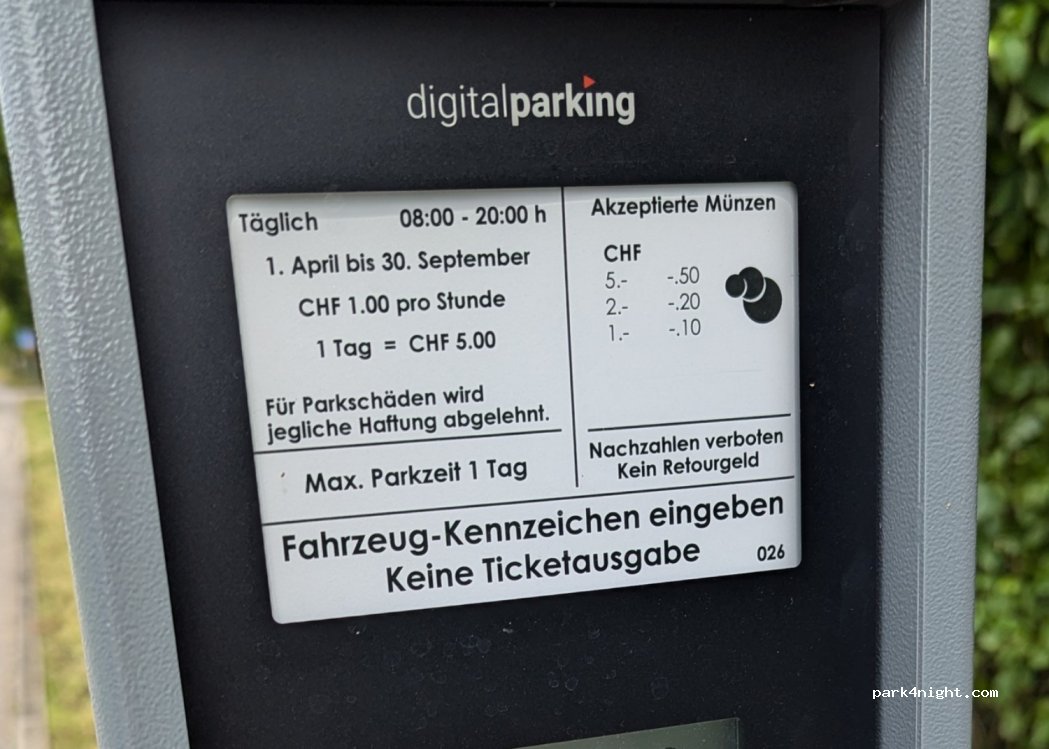 digitalparking
Täglich 08:00 - 20:00 h
1. April bis 30. September
CHF 1.00 pro Stunde
1 Tag = CHF 5.00
Für Parkschäden wird
jegliche Haftung abgelehnt.
Max. Parkzeit 1 Tag
Akzeptierte Münzen
CHF
5.- -.50
2.- -.20
1.- -.10
Nachzahlen verboten
Kein Retourgeld
Fahrzeug-Kennzeichen eingeben
Keine Ticketausgabe 026
park4night.com